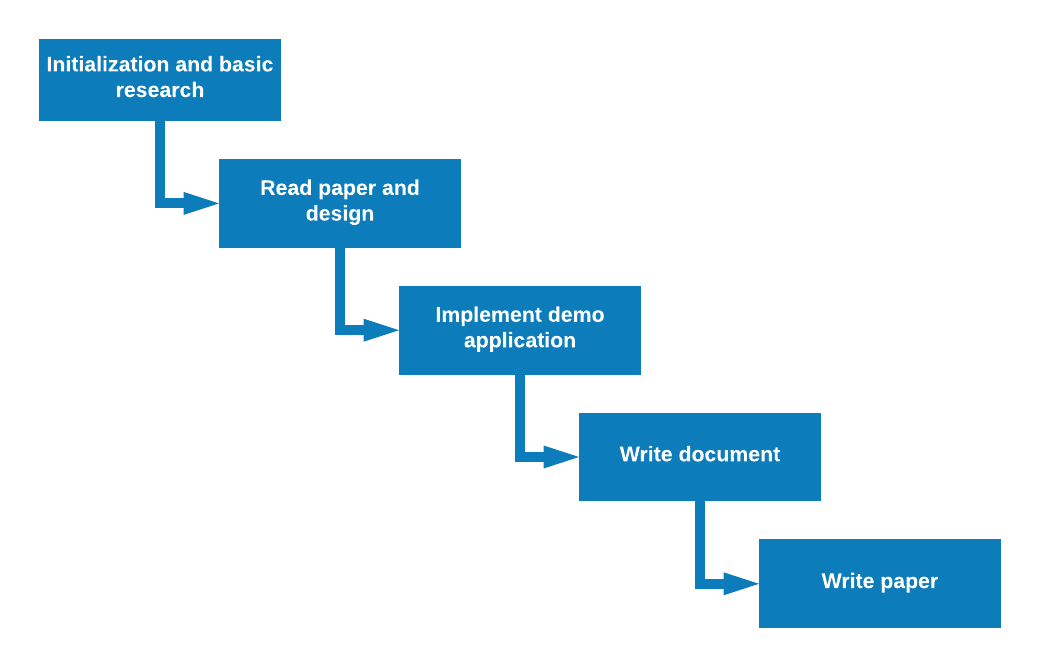 Initialization and basic
research
Read paper and
design
Implement demo
application
Write document
Write paper